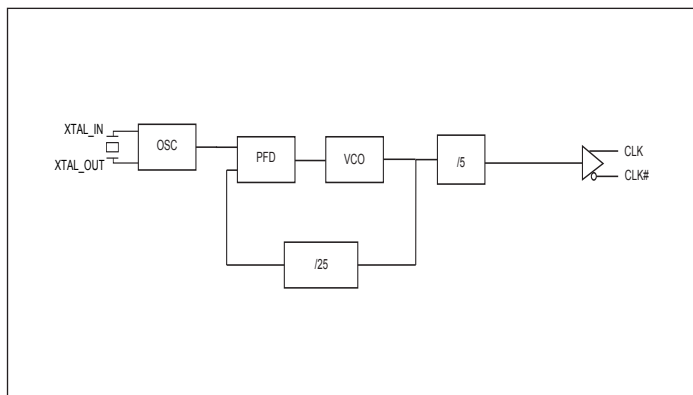 XTAL_IN
XTAL_OUT
OSC
PFD
VCO
/5
CLK
CLK#
/25